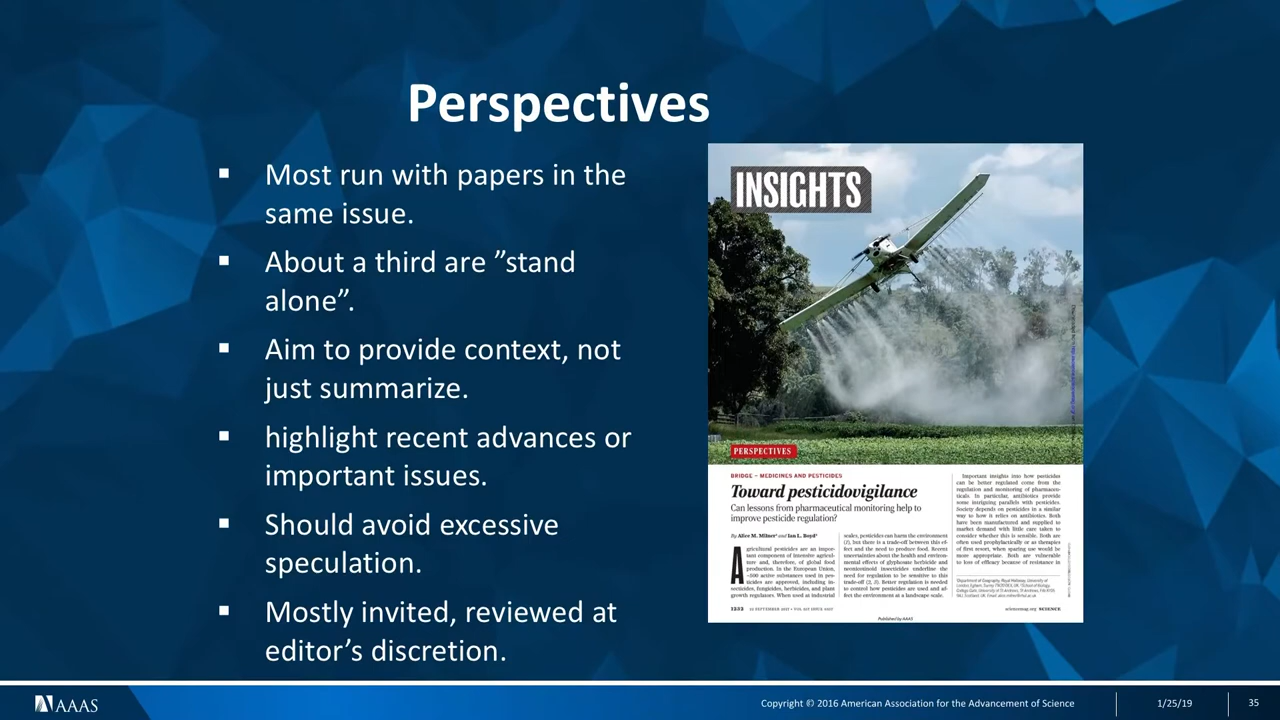 Perspectives
▪ Most run with papers in the
same issue.
▪ About a third are ”stand
alone”.
▪ Aim to provide context, not
just summarize.
▪ highlight recent advances or
important issues.
▪ Should avoid excessive
speculation.
▪ Mostly invited, reviewed at
editor’s discretion.
INSIGHTS
PERSPECTIVES
BRIDGE – MEDICINES AND PESTICIDES
Toward pesticidovigilance
Can lessons from pharmaceutical monitoring help to
improve pesticide regulation?
By Alice M. Milner¹ and Ian L. Boyd²
Agricultural pesticides are an impor-
tant component of intensive agricul-
ture and, therefore, of global food
production. In the European Union,
~500 active substances used in pes-
ticides are approved, including in-
secticides, fungicides, herbicides, and plant
growth regulators. When used at industrial
scales, pesticides can harm the environment
(1), but there is a trade-off between this ef-
fect and the need to produce food. Recent
uncertainties about the health and environ-
mental effects of glyphosate herbicide and
neonicotinoid insecticides underline the
need for regulation to be sensitive to this
trade-off (2, 3). Better regulation is needed
to control how pesticides are used and af-
fect the environment at a landscape scale.
Important insights into how pesticides
can be better regulated come from the
regulation and monitoring of pharmaceu-
ticals. In particular, antibiotics provide
some intriguing parallels with pesticides.
Society depends on pesticides in a similar
way to how it relies on antibiotics. Both
have been manufactured and supplied to
market demand with little care taken to
consider whether this is sensible. Both are
often used prophylactically or as therapies
of first resort, when sparing use would be
more appropriate. Both are vulnerable
to loss of efficacy because of resistance in
1232
sciencemag.org SCIENCE
Published by AAAS
AAAS
Copyright © 2016 American Association for the Advancement of Science
1/25/19
35